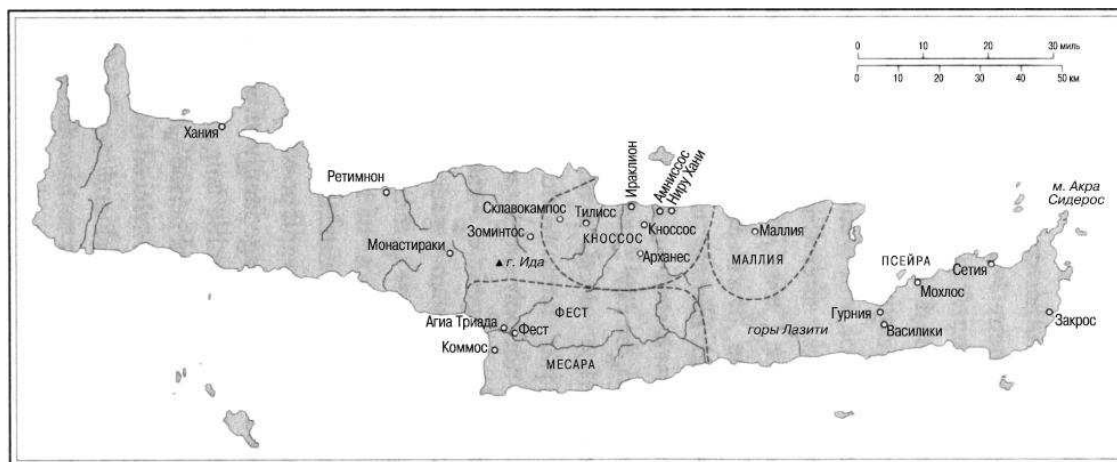 0 10 20 30 миль
0 10 20 30 40 50 км
Хания
Ретимнон
Ираклион
Амниссос
Ниру Хани
м. Акра
Сидерос
Склавокампос
Тилисс
Зоминтос
КНОССОС
Кноссос
Маллия
Монастираки
г. Ида
Арханес
МАЛЛИЯ
ПСЕЙРА
Сетия
Мохлос
Агиа Триада
ФЕСТ
Фест
горы Лазити
Гурния
Василики
Закрос
Коммос
МЕСАРА